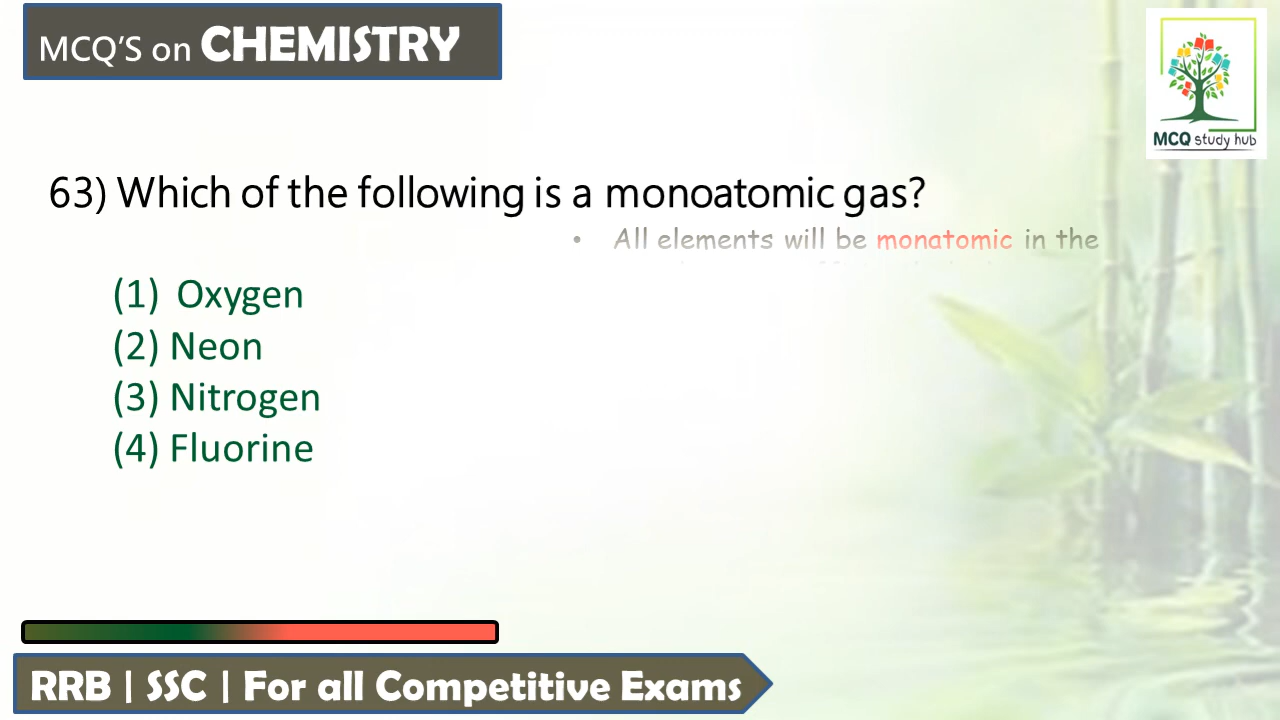 MCQ'S on CHEMISTRY
MCQ study hub
63) Which of the following is a monoatomic gas?
• All elements will be monatomic in the
(1) Oxygen
(2) Neon
(3) Nitrogen
(4) Fluorine
RRB | SSC | For all Competitive Exams